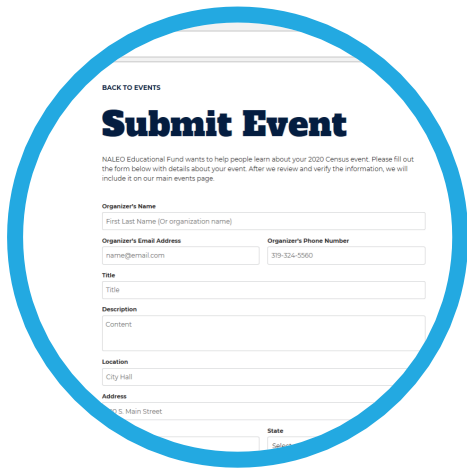 BACK TO EVENTS
Submit Event
NALEO Educational Fund wants to help people learn about your 2020 Census event. Please fill out
the form below with details about your event. After we review and verify the information, we will
include it on our main events page.
Organizer's Name
First Last Name (Or organization name)
Organizer's Email Address Organizer's Phone Number
name@email.com 319-324-5560
Title
Title
Description
Content
Location
City Hall
Address
S. Main Street
State